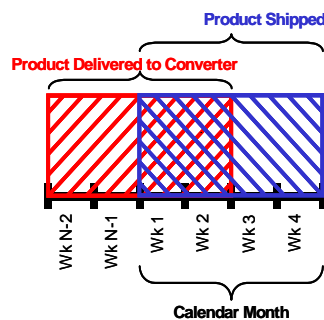 Product Shipped
Product Delivered to Converter
Wk N-2
Wk N-1
Wk 1
Wk 2
Wk 3
Wk 4
Calendar Month